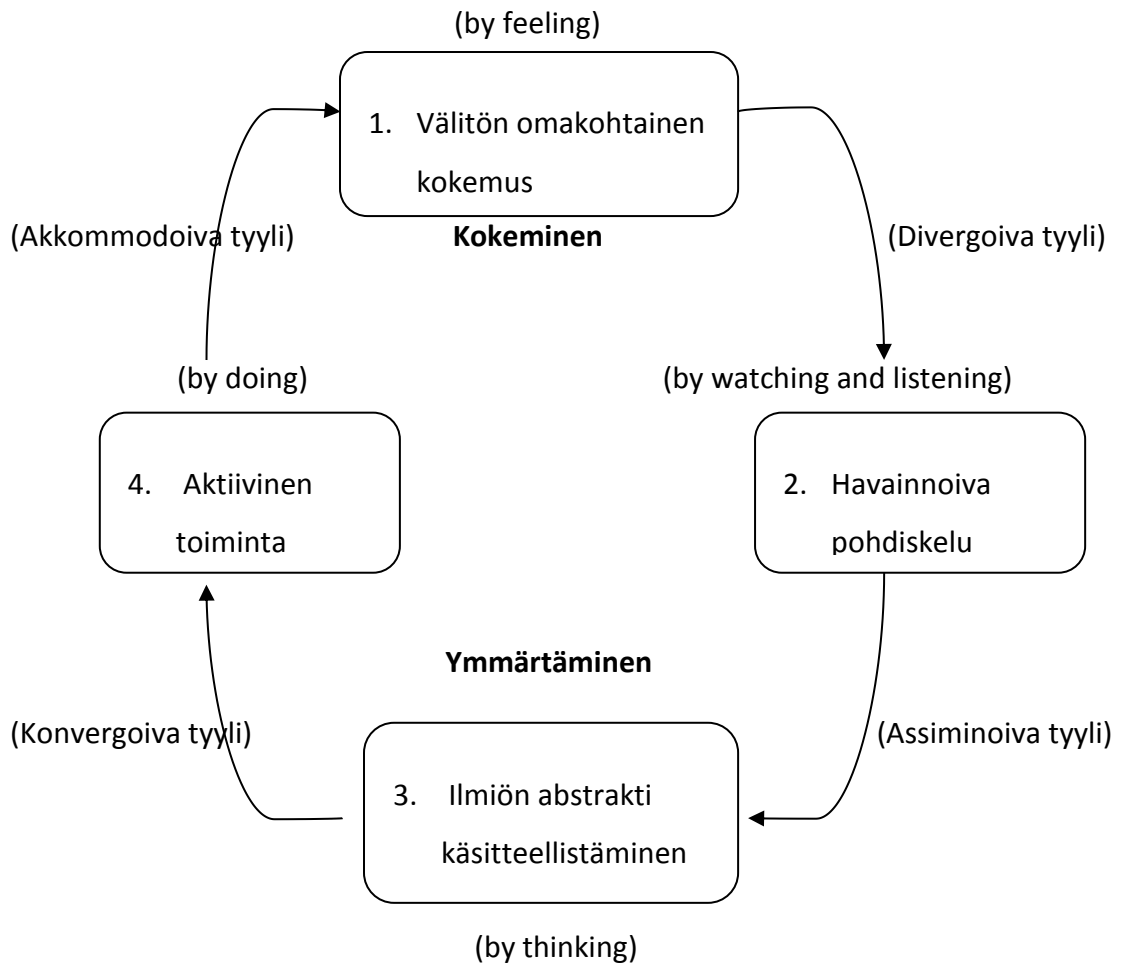 (by feeling)
1. Välitön omakohtainen
kokemus
(Akkommodoiva tyyli)
Kokeminen
(Divergoiva tyyli)
(by doing)
(by watching and listening)
4. Aktiivinen
toiminta
2. Havainnoiva
pohdiskelu
Ymmärtäminen
(Konvergoiva tyyli)
(Assiminoiva tyyli)
3. Ilmiön abstrakti
käsitteellistäminen
(by thinking)